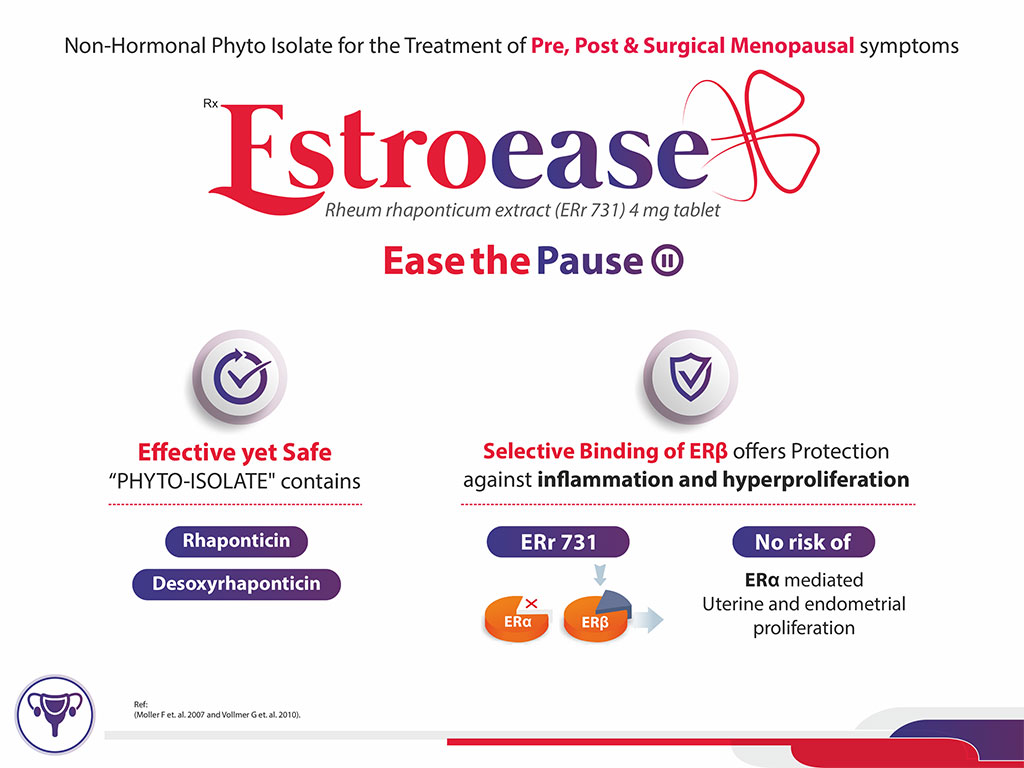 Non-Hormonal Phyto Isolate for the Treatment of Pre, Post & Surgical Menopausal symptoms
Rx
Estroease
Rheum rhaponticum extract (ERr 731) 4 mg tablet
Ease the Pause
Effective yet Safe
“PHYTO-ISOLATE" contains
Rhaponticin
Desoxyrhaponticin
Selective Binding of ERβ offers Protection
against inflammation and hyperproliferation
ERr 731
ERα
ERβ
No risk of
ERα mediated
Uterine and endometrial
proliferation
Ref:
(Moller F et. al. 2007 and Vollmer G et. al. 2010).